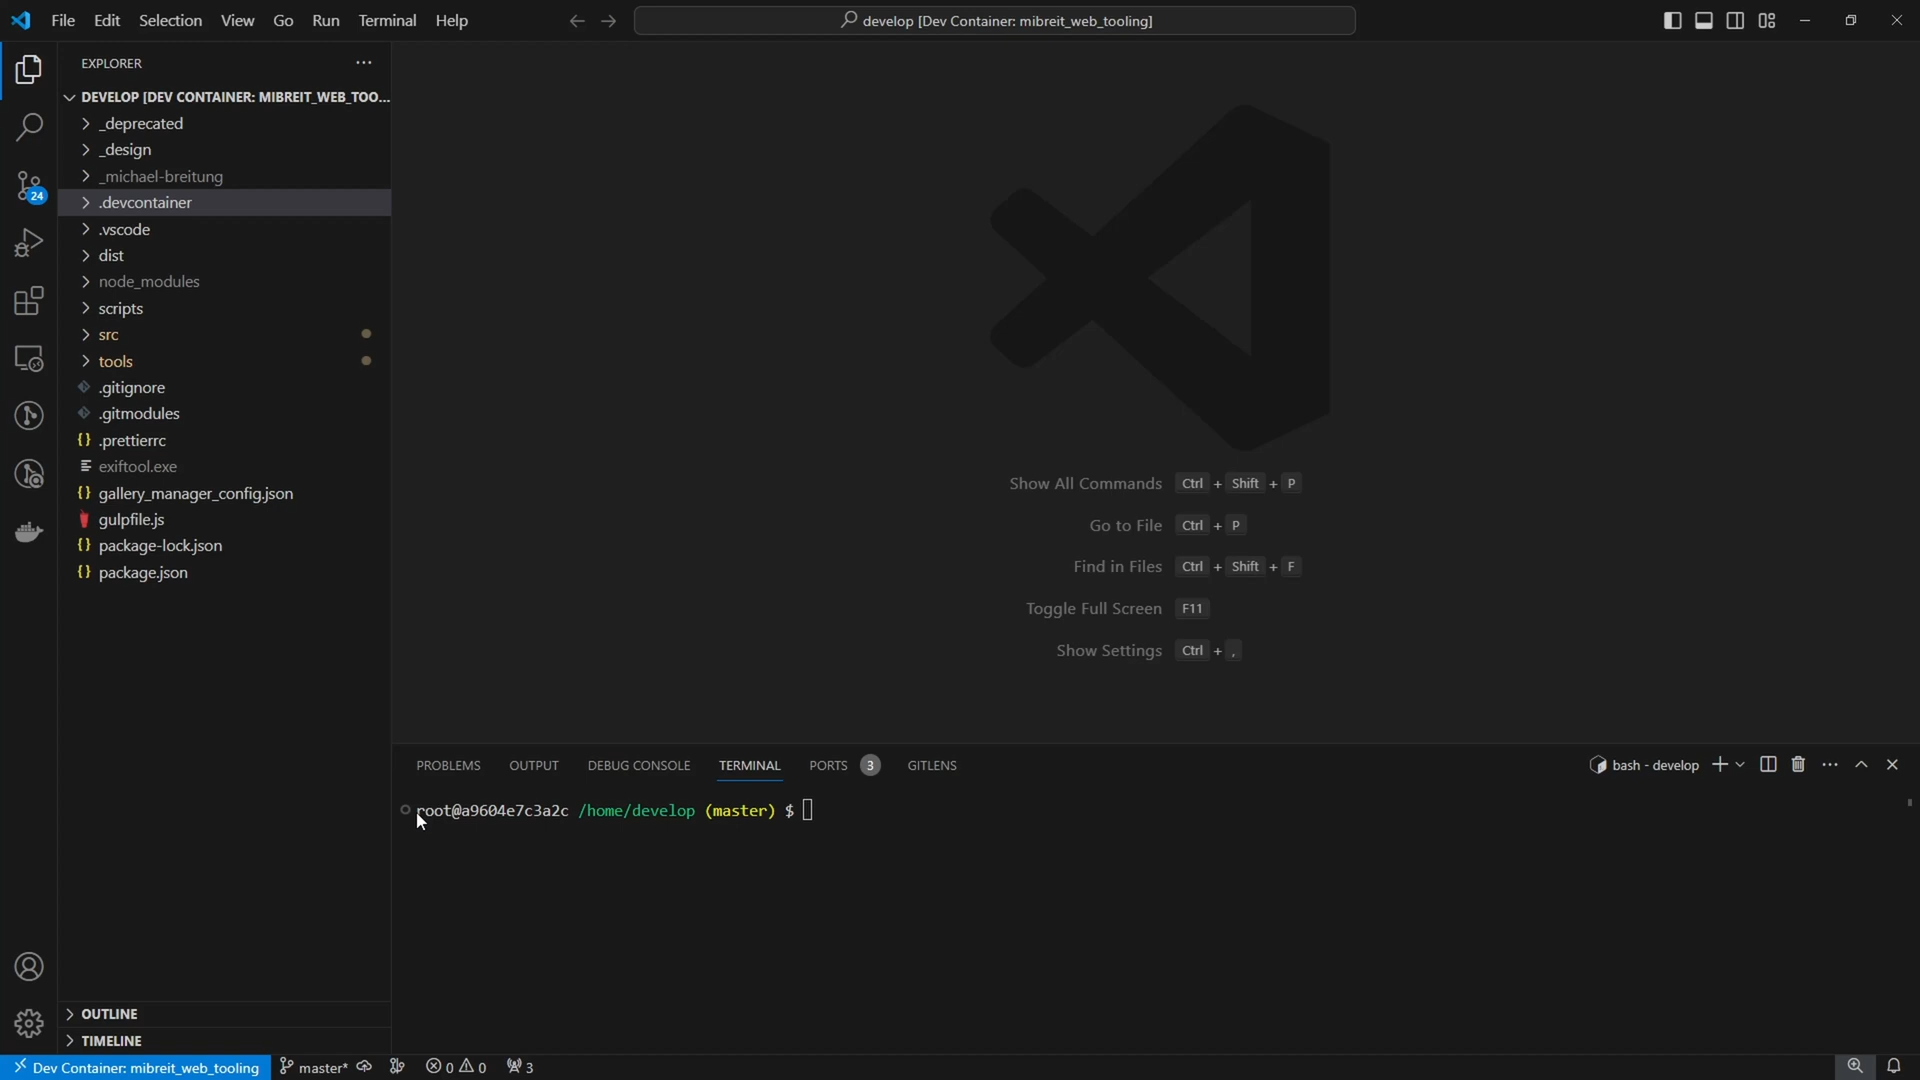 File Edit Selection View Go Run Terminal Help
develop [Dev Container: mibreit_web_tooling]
EXPLORER
DEVELOP [DEV CONTAINER: MIBREIT_WEB_TOO...
_deprecated
_design
_michael-breitung
.devcontainer
.vscode
dist
node_modules
scripts
src
tools
.gitignore
.gitmodules
.prettierrc
exiftool.exe
gallery_manager_config.json
gulpfile.js
package-lock.json
package.json
24
Show All Commands Ctrl + Shift + P
Go to File Ctrl + P
Find in Files Ctrl + Shift + F
Toggle Full Screen F11
Show Settings Ctrl + ,
PROBLEMS OUTPUT DEBUG CONSOLE TERMINAL PORTS 3 GITLENS
bash - develop
root@a9604e7c3a2c /home/develop (master) $
OUTLINE
TIMELINE
Dev Container: mibreit_web_tooling master* 0 0 3